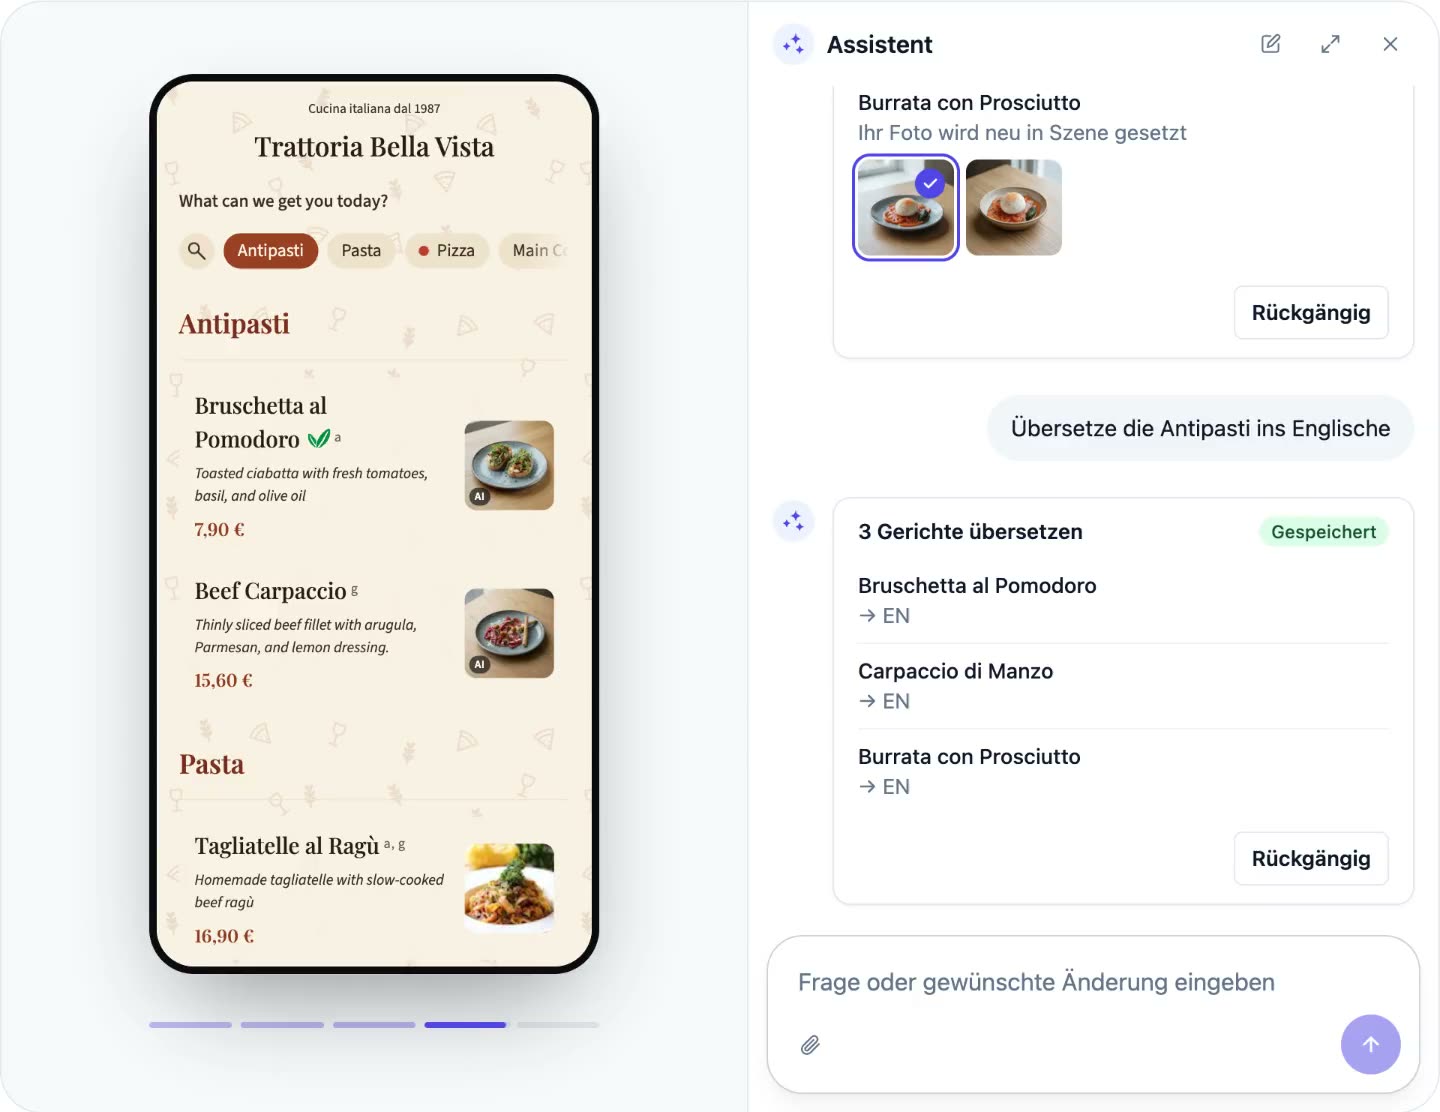 Cucina italiana dal 1987
Trattoria Bella Vista
What can we get you today?
Antipasti
Pasta
Pizza
Main C
Antipasti
Bruschetta al
Pomodoro a
Toasted ciabatta with fresh tomatoes,
basil, and olive oil
7,90 €
AI
Beef Carpaccio g
Thinly sliced beef fillet with arugula,
Parmesan, and lemon dressing.
15,60 €
AI
Pasta
Tagliatelle al Ragù a, g
Homemade tagliatelle with slow-cooked
beef ragù
16,90 €
Assistent
Burrata con Prosciutto
Ihr Foto wird neu in Szene gesetzt
Rückgängig
Übersetze die Antipasti ins Englische
3 Gerichte übersetzen
Gespeichert
Bruschetta al Pomodoro
→ EN
Carpaccio di Manzo
→ EN
Burrata con Prosciutto
→ EN
Rückgängig
Frage oder gewünschte Änderung eingeben